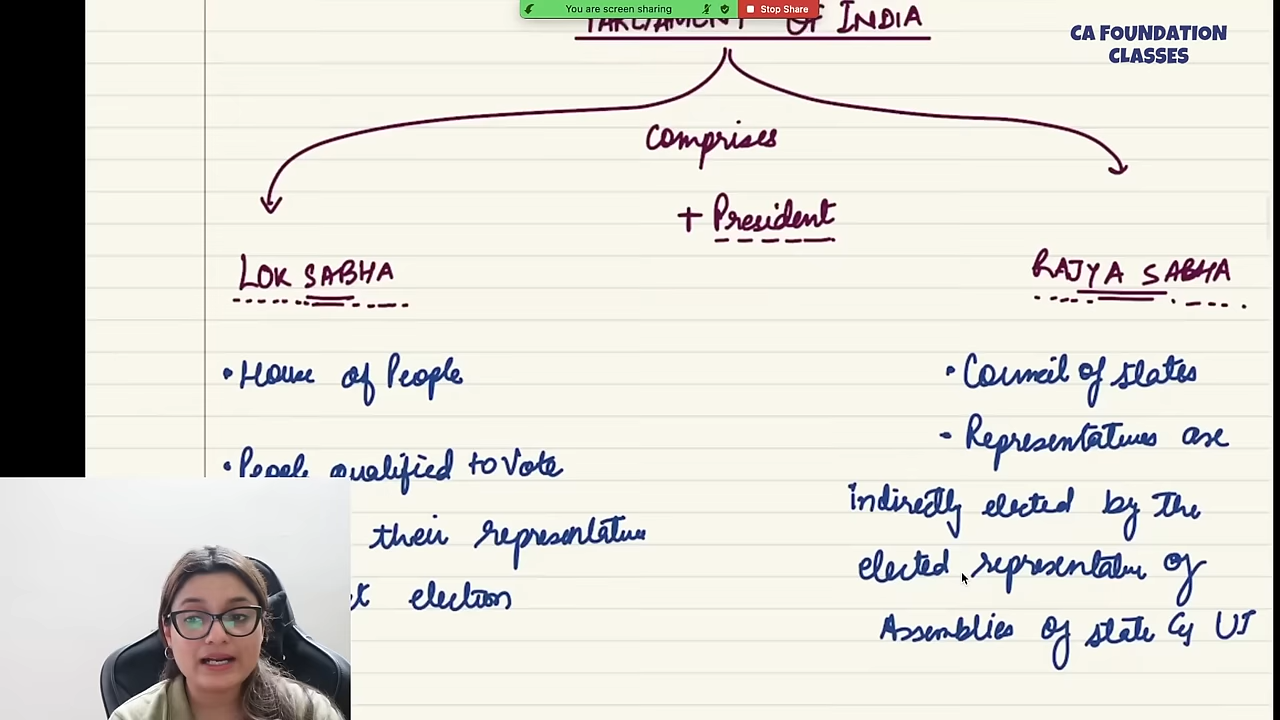 You are screen sharing
Stop Share
PARLIAMENT OF INDIA
CA FOUNDATION
CLASSES
Comprises
+ President
LOK SABHA
RAJYA SABHA
• House of People
• People qualified to Vote
their representative
election
• Council of states
• Representatives are
indirectly elected by the
elected representative of
Assemblies of state & UT